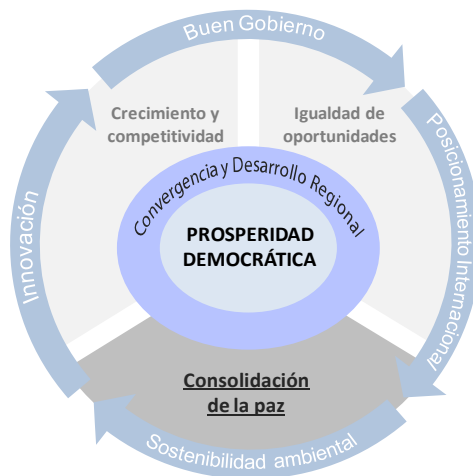 Buen Gobierno
Crecimiento y
competitividad
Igualdad de
oportunidades
Posicionamiento Internacional
Innovación
Convergencia y Desarrollo Regional
PROSPERIDAD
DEMOCRÁTICA
Consolidación
de la paz
Sostenibilidad ambiental